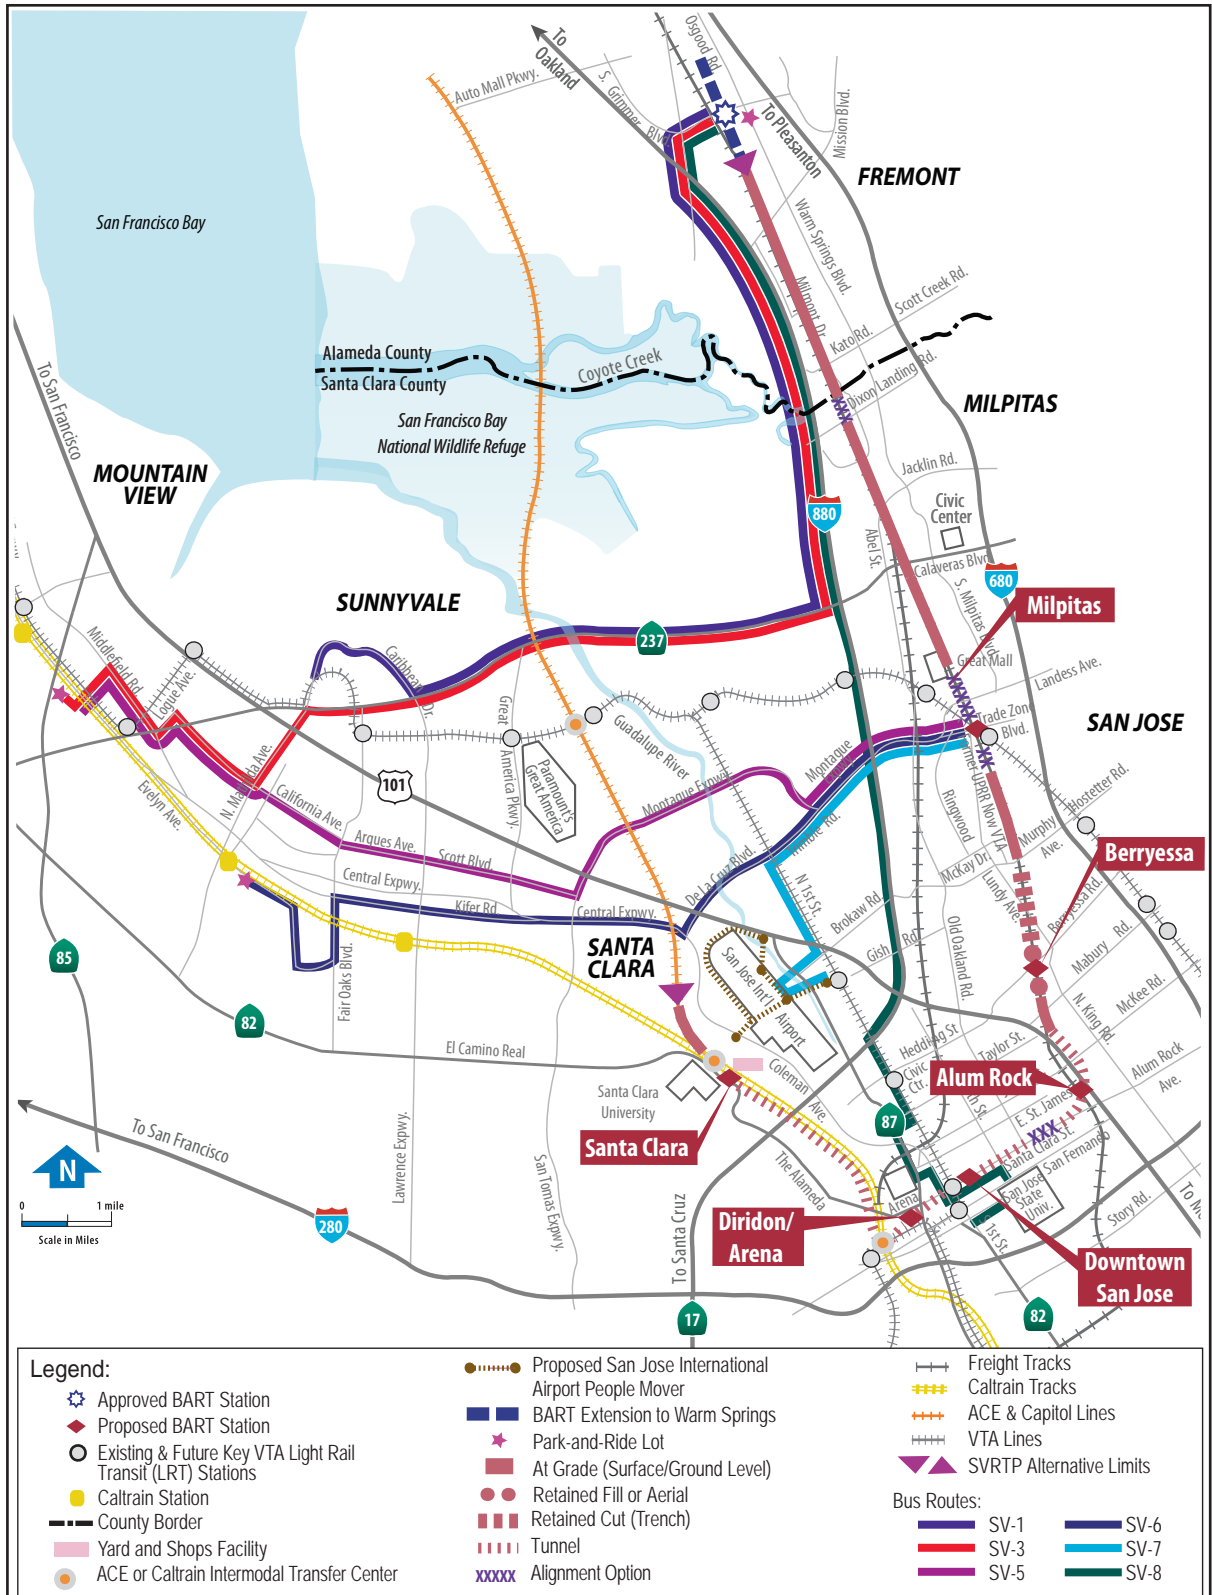 To
Oakland
Osgood Rd.
Auto Mall Pkwy.
S. Grimmer Blvd.
To Pleasanton
Mission Blvd.
FREMONT
San Francisco Bay
Warm Springs Blvd.
Milmont Dr.
Scott Creek Rd.
Kato Rd.
Alameda County
Santa Clara County
Coyote Creek
Dixon Landing Rd.
MILPITAS
San Francisco Bay
National Wildlife Refuge
To San Francisco
MOUNTAIN
VIEW
Jacklin Rd.
Civic
Center
880
Abel St.
Calaveras Blvd.
680
S. Milpitas Blvd.
Milpitas
SUNNYVALE
237
Middlefield Rd.
Logue Ave.
Caribbean Dr.
Great Mall
Landess Ave.
Great
America Pkwy.
Guadalupe River
Trade Zone
Blvd.
SAN JOSE
N. Mathilda Ave.
101
Paramount's
Great America
Montague Expwy.
Montague
Former UPRR Now VTA
Hostetter Rd.
Evelyn Ave.
California Ave.
Arques Ave.
Scott Blvd.
Trimble Rd.
Ringwood
Murphy
Ave.
McKay Dr.
Lundy Ave.
Berryessa
Central Expwy.
Kifer Rd.
Central Expwy.
De La Cruz Blvd.
N 1st St.
Brokaw Rd.
Berryessa Rd.
SANTA
CLARA
Gish Rd.
Old Oakland Rd.
Mabury Rd.
85
San Jose Int'l
Airport
N. King Rd.
McKee Rd.
Fair Oaks Blvd.
82
El Camino Real
Hedding St
Taylor St.
Civic
Ctr.
Alum Rock
Ave.
Alum Rock
Coleman Ave.
Santa Clara
University
Lawrence Expwy.
To San Francisco
N
0 1 mile
Scale in Miles
Santa Clara
87
E. St. James
Santa Clara St.
San Fernando
The Alameda
San Tomas Expwy.
280
To Santa Cruz
Diridon/
Arena
Arena
San Jose
State
Univ.
Story Rd.
1st St.
Downtown
San Jose
17
82
Legend:
Approved BART Station
Proposed BART Station
Existing & Future Key VTA Light Rail
Transit (LRT) Stations
Caltrain Station
County Border
Yard and Shops Facility
ACE or Caltrain Intermodal Transfer Center
Proposed San Jose International
Airport People Mover
BART Extension to Warm Springs
Park-and-Ride Lot
At Grade (Surface/Ground Level)
Retained Fill or Aerial
Retained Cut (Trench)
Tunnel
xxxxx Alignment Option
Freight Tracks
Caltrain Tracks
ACE & Capitol Lines
VTA Lines
SVRTP Alternative Limits
Bus Routes:
SV-1
SV-3
SV-5
SV-6
SV-7
SV-8